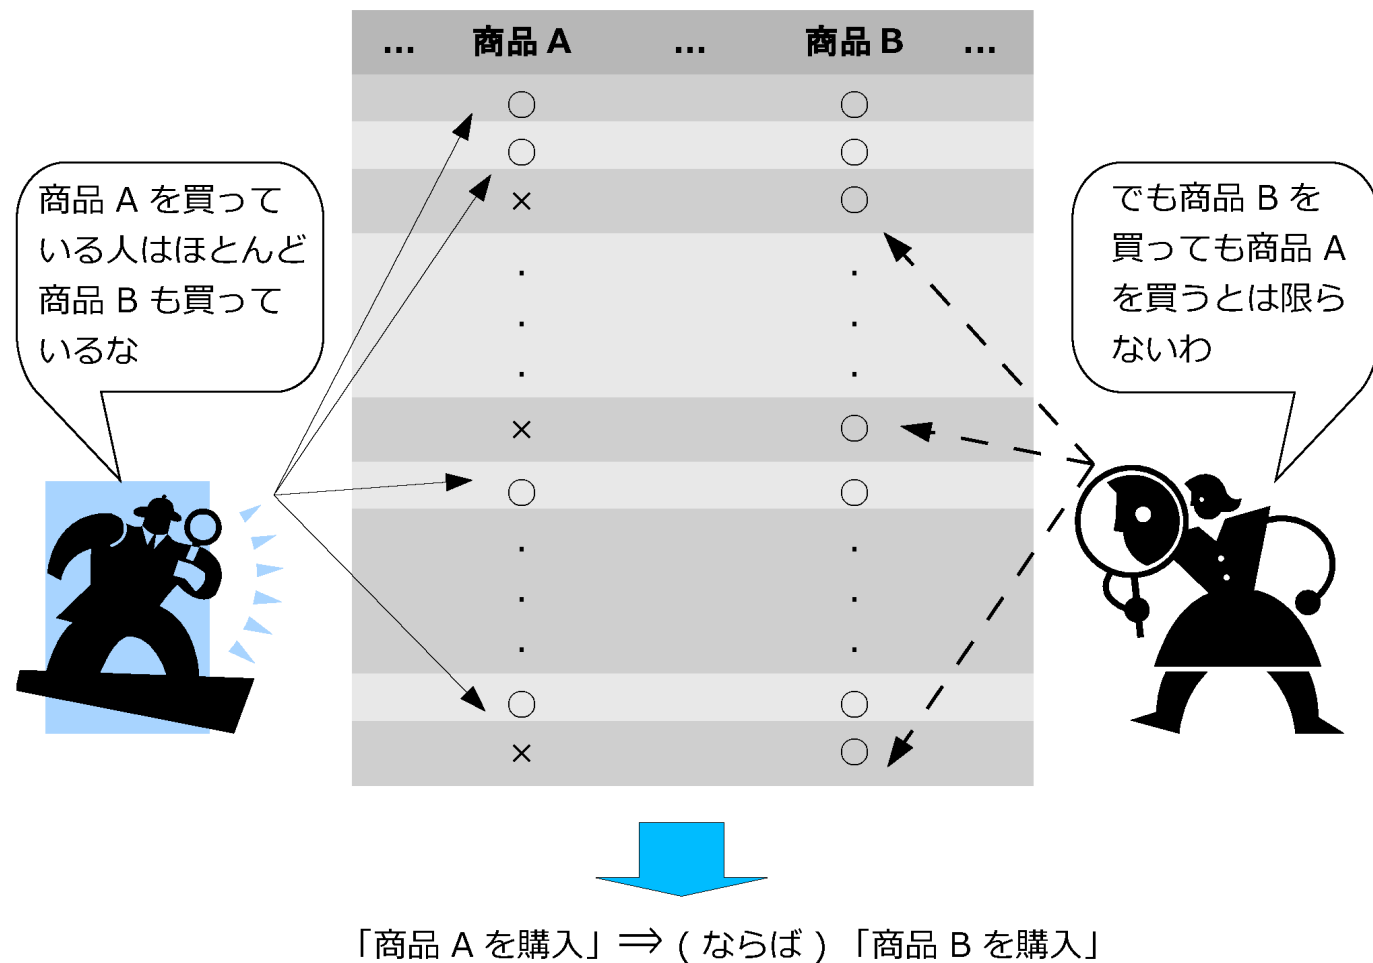 ... 商品 A ... 商品 B ...
○ ○
○ ○
× ○
. .
. .
. .
× ○
○ ○
. .
. .
. .
○ ○
× ○
商品 A を買って
いる人はほとんど
商品 B も買って
いるな
でも商品 B を
買っても商品 A
を買うとは限ら
ないわ
「商品 A を購入」⇒ ( ならば ) 「商品 B を購入」